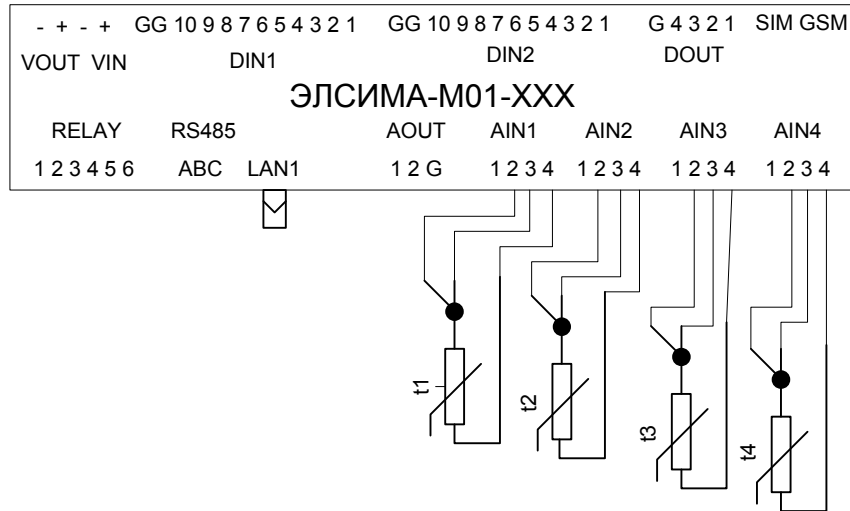 - + - + GG 10 9 8 7 6 5 4 3 2 1 GG 10 9 8 7 6 5 4 3 2 1 G 4 3 2 1 SIM GSM
VOUT VIN DIN1 DIN2 DOUT
ЭЛСИМА-М01-ХХХ
RELAY RS485 AOUT AIN1 AIN2 AIN3 AIN4
1 2 3 4 5 6 ABC LAN1 1 2 G 1 2 3 4 1 2 3 4 1 2 3 4 1 2 3 4
t1
t2
t3
t4